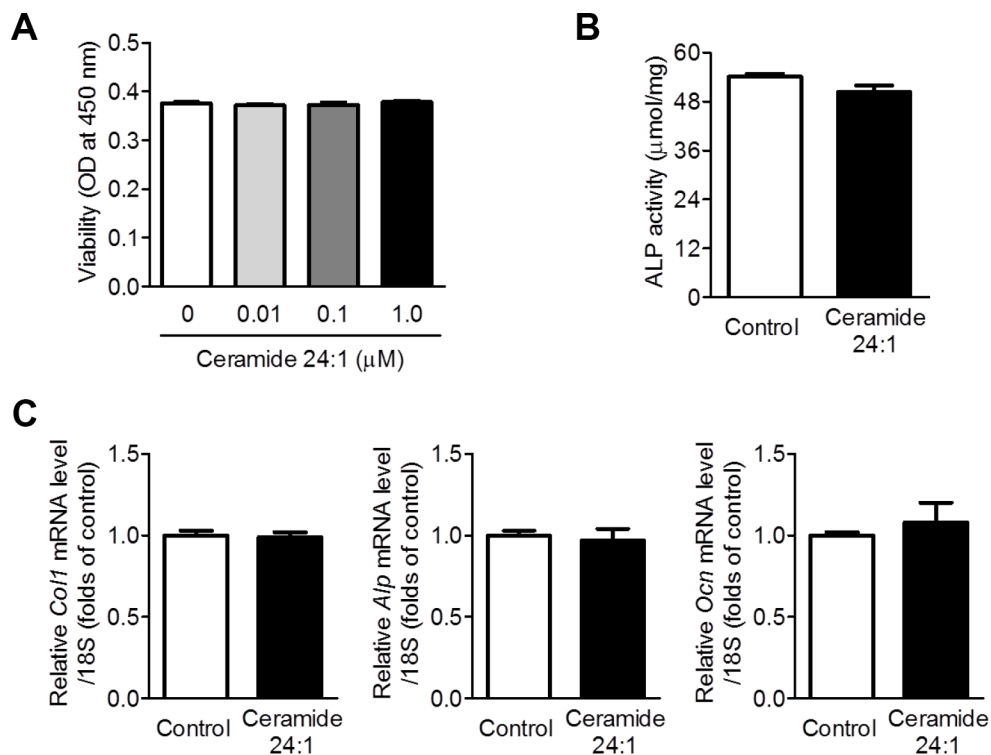 A
Viability (OD at 450 nm)
0.5
0.4
0.3
0.2
0.1
0.0
0 0.01 0.1 1.0
Ceramide 24:1 (μM)
B
ALP activity (μmol/mg)
60
48
36
24
12
0
Control Ceramide
24:1
C
Relative Col1 mRNA level
/18S (folds of control)
1.5
1.0
0.5
0.0
Control Ceramide
24:1
Relative Alp mRNA level
/18S (folds of control)
1.5
1.0
0.5
0.0
Control Ceramide
24:1
Relative Ocn mRNA level
/18S (folds of control)
1.5
1.0
0.5
0.0
Control Ceramide
24:1